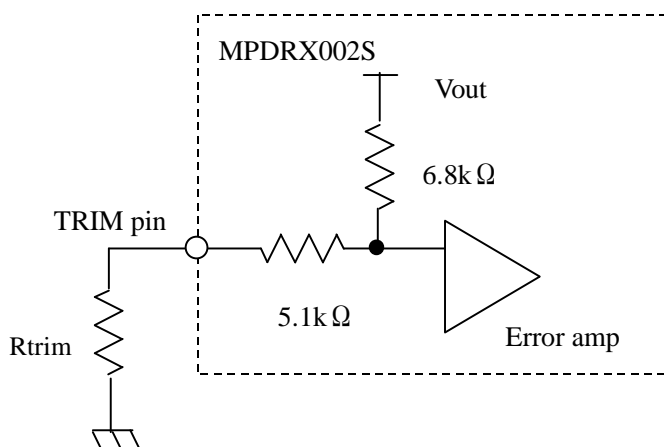 MPDRX002S
Vout
6.8kΩ
TRIM pin
5.1kΩ
Rtrim
Error amp